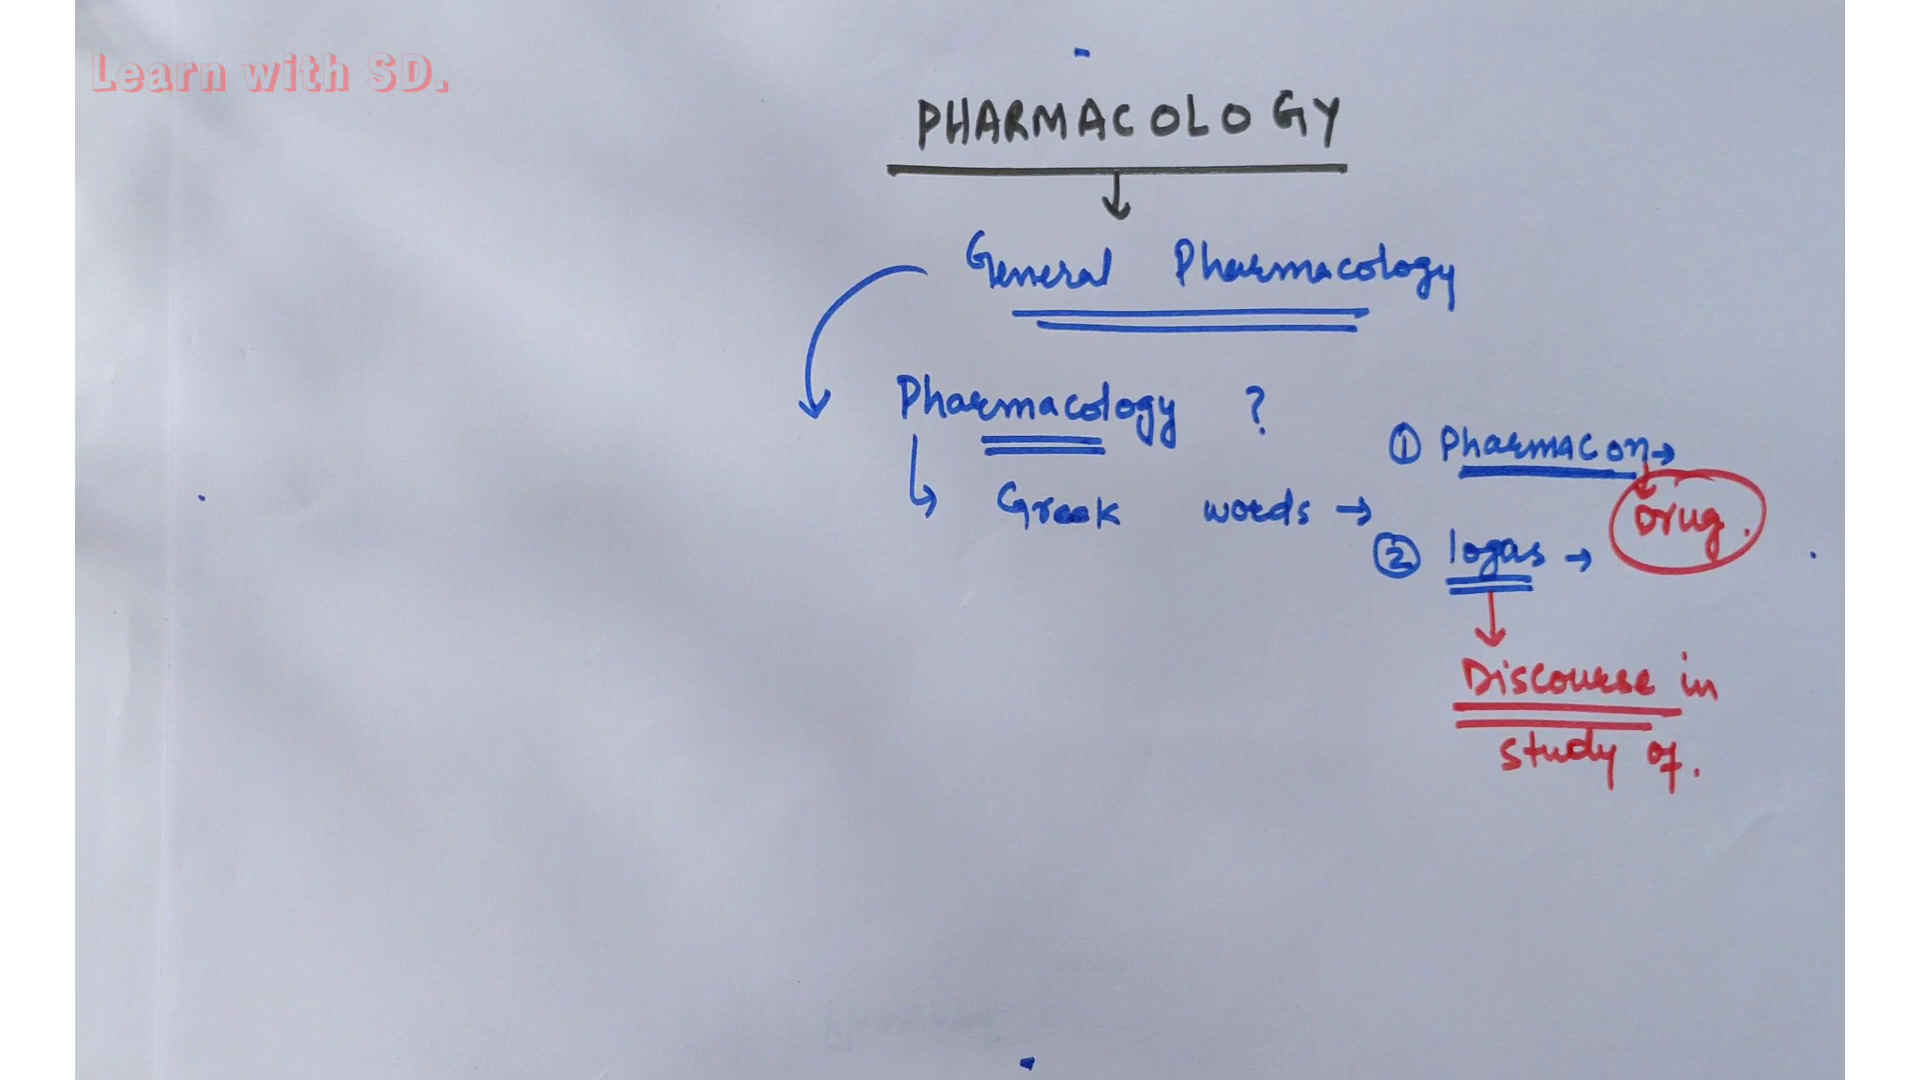 Learn with SD.
PHARMACOLOGY
General Pharmacology
Pharmacology ?
① Pharmacon →
Greek words →
Drug.
② logas →
Discourse in
study of.